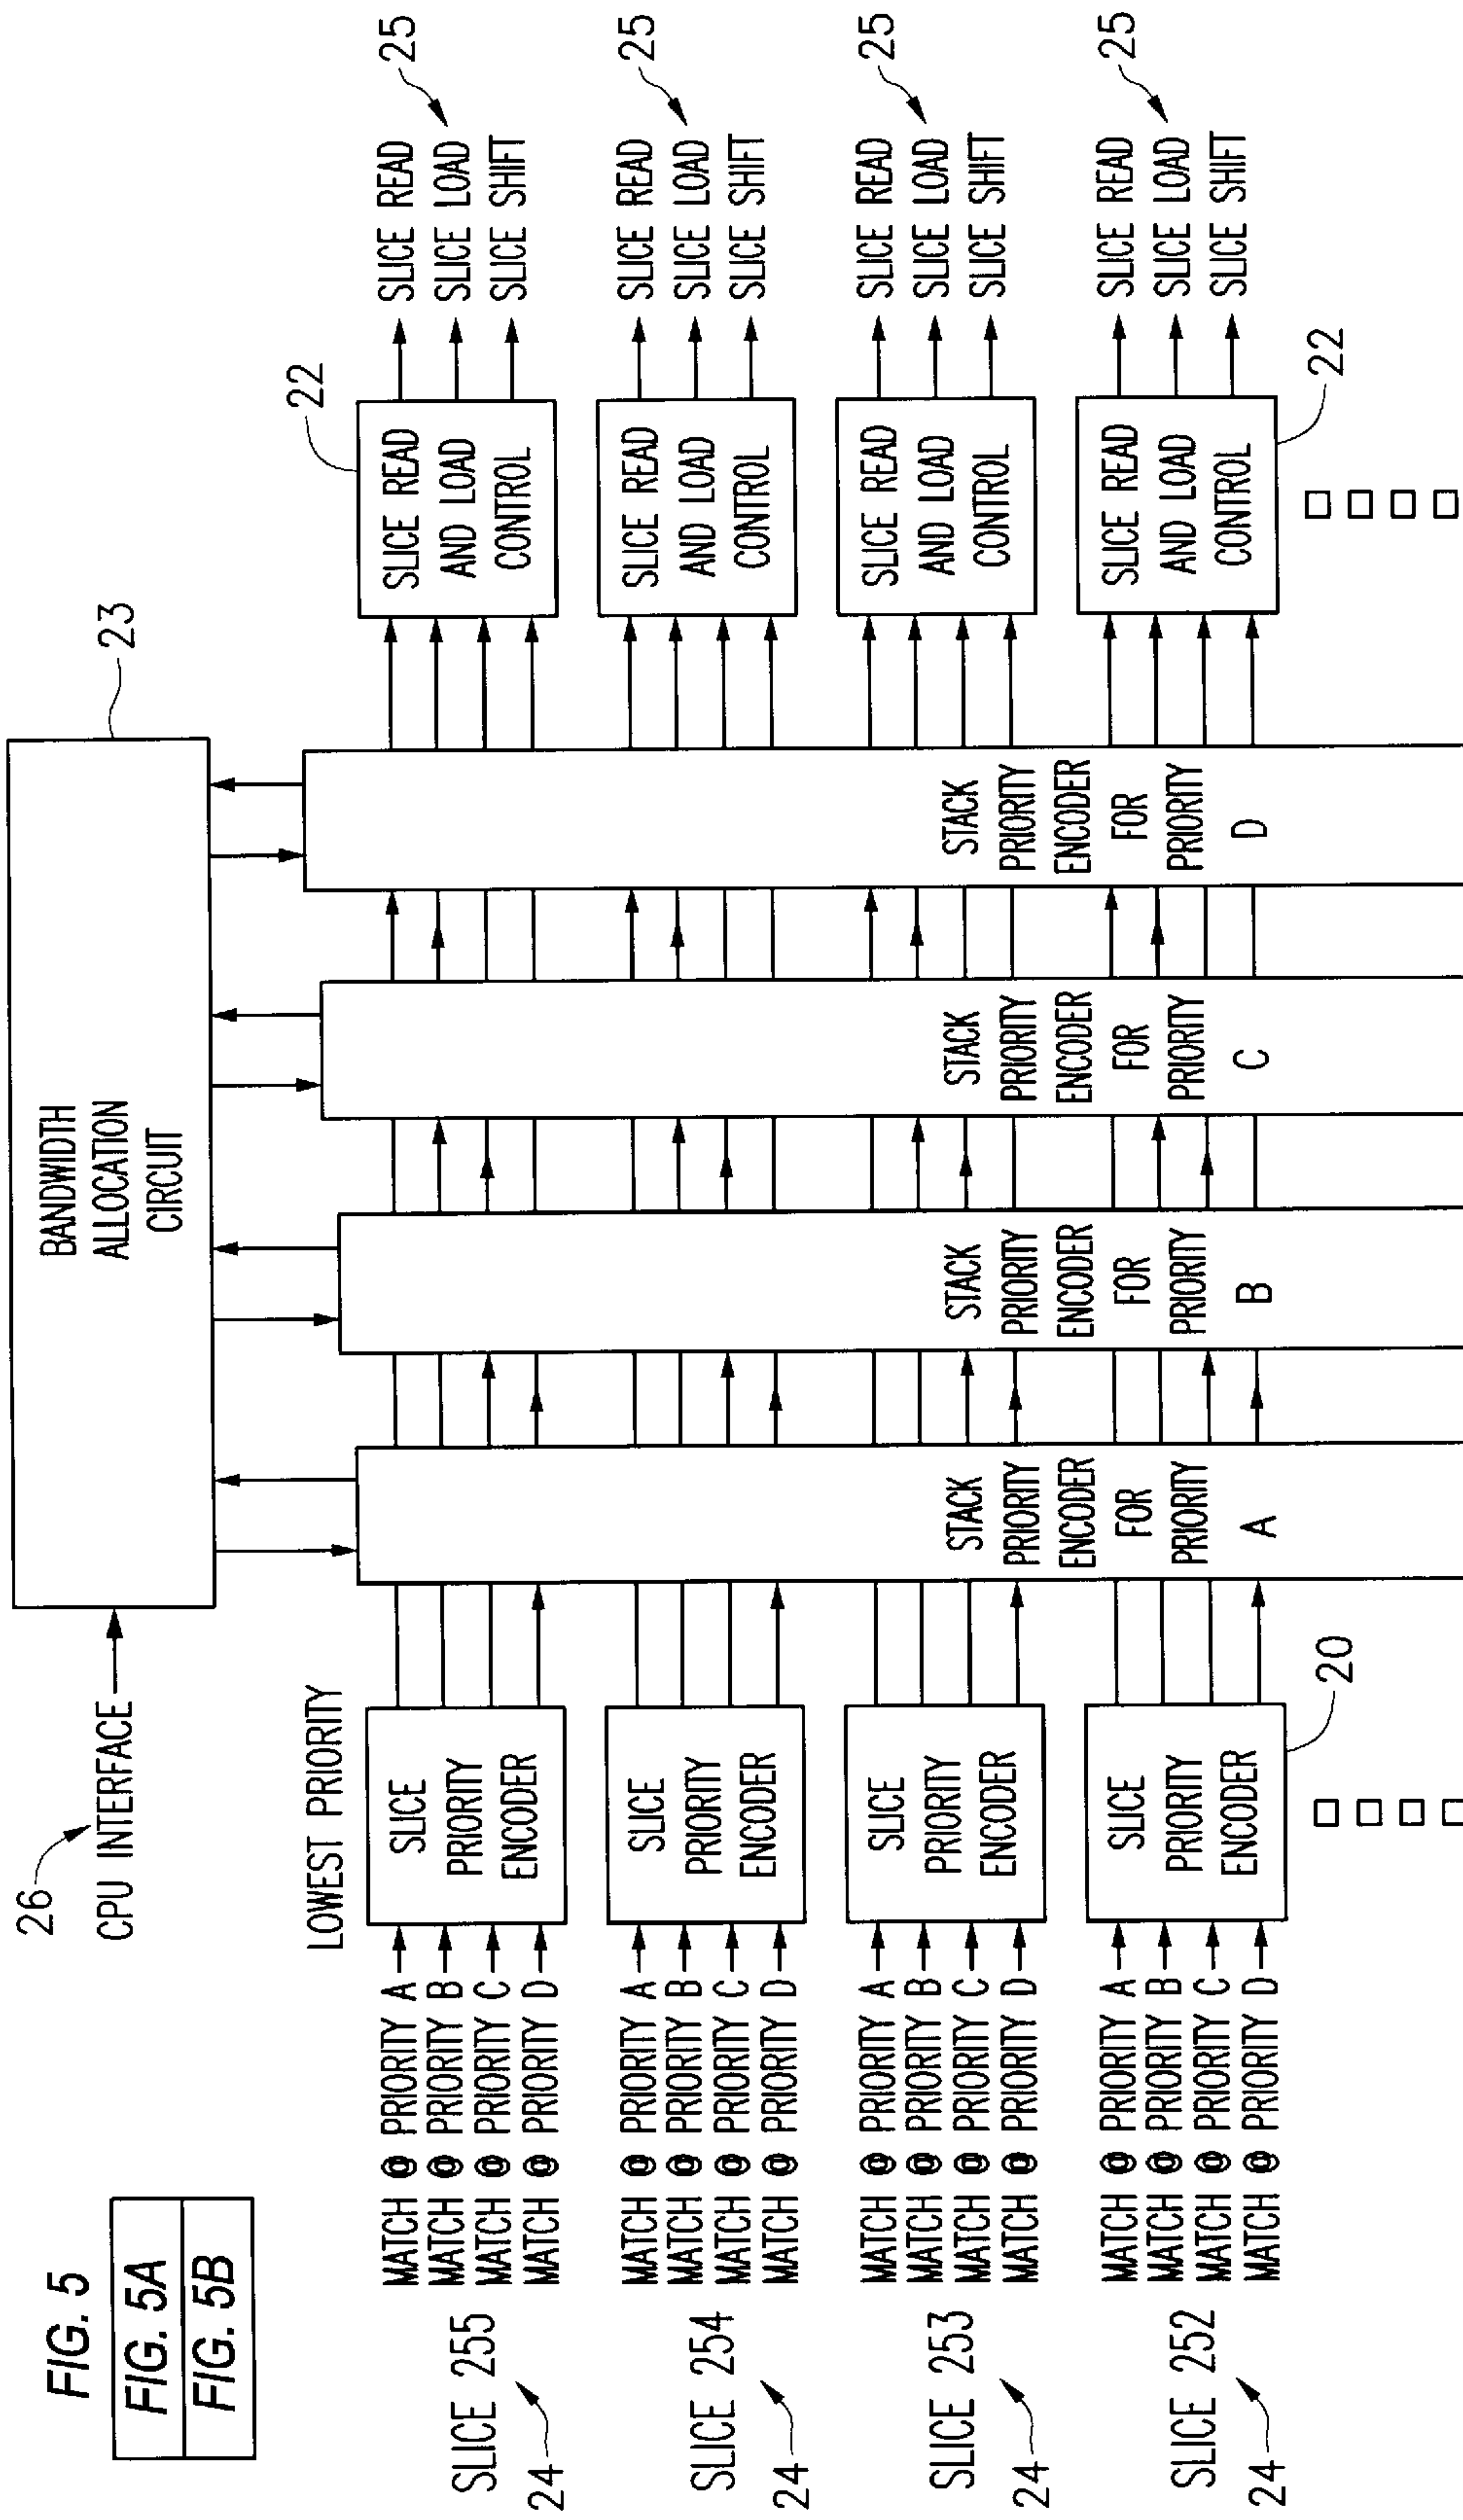 FIG. 5
FIG. 5A
FIG. 5B
26
CPU INTERFACE
BANDWIDTH
ALLOCATION
CIRCUIT
23
LOWEST PRIORITY
SLICE 255
24
MATCH @ PRIORITY A
MATCH @ PRIORITY B
MATCH @ PRIORITY C
MATCH @ PRIORITY D
SLICE
PRIORITY
ENCODER
22
SLICE READ
AND LOAD
CONTROL
SLICE READ
SLICE LOAD
SLICE SHIFT
25
SLICE 254
24
MATCH @ PRIORITY A
MATCH @ PRIORITY B
MATCH @ PRIORITY C
MATCH @ PRIORITY D
SLICE
PRIORITY
ENCODER
SLICE READ
AND LOAD
CONTROL
SLICE READ
SLICE LOAD
SLICE SHIFT
25
SLICE 253
24
MATCH @ PRIORITY A
MATCH @ PRIORITY B
MATCH @ PRIORITY C
MATCH @ PRIORITY D
SLICE
PRIORITY
ENCODER
SLICE READ
AND LOAD
CONTROL
SLICE READ
SLICE LOAD
SLICE SHIFT
25
SLICE 252
24
MATCH @ PRIORITY A
MATCH @ PRIORITY B
MATCH @ PRIORITY C
MATCH @ PRIORITY D
SLICE
PRIORITY
ENCODER
20
STACK
PRIORITY
ENCODER
FOR
PRIORITY
A
STACK
PRIORITY
ENCODER
FOR
PRIORITY
B
STACK
PRIORITY
ENCODER
FOR
PRIORITY
C
STACK
PRIORITY
ENCODER
FOR
PRIORITY
D
SLICE READ
AND LOAD
CONTROL
22
SLICE READ
SLICE LOAD
SLICE SHIFT
25